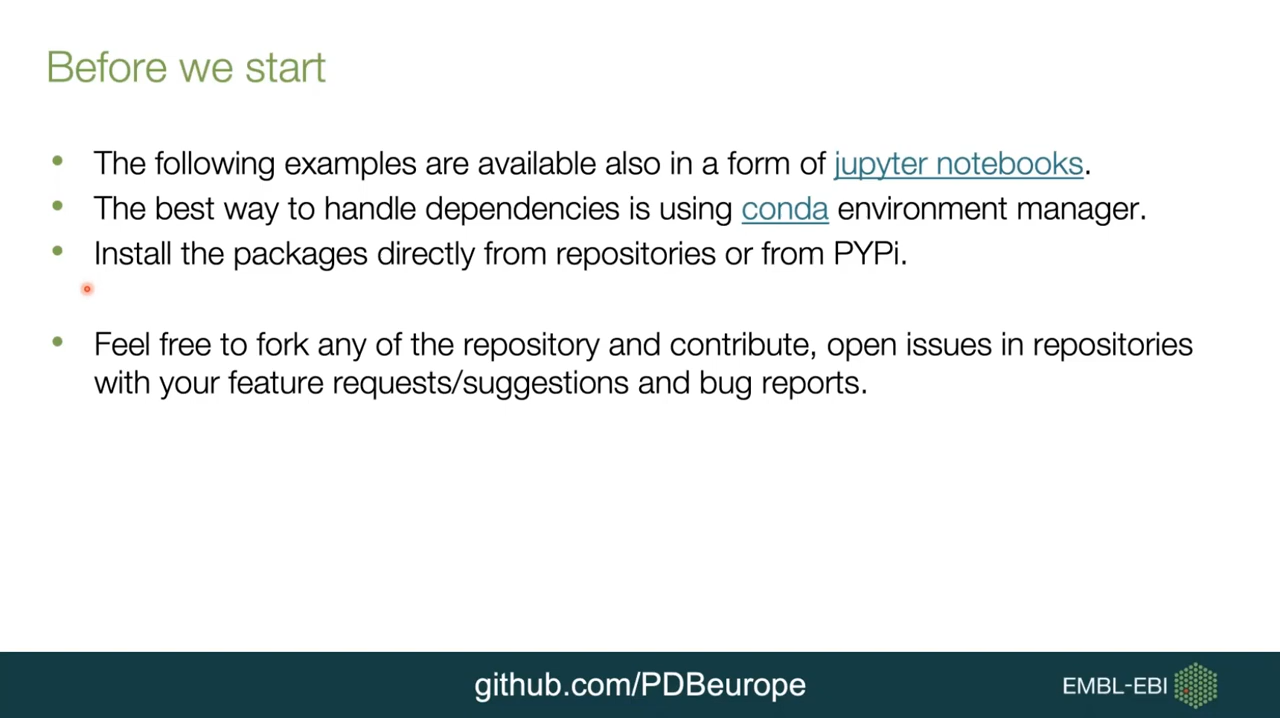 Before we start
• The following examples are available also in a form of jupyter notebooks.
• The best way to handle dependencies is using conda environment manager.
• Install the packages directly from repositories or from PYPi.
• Feel free to fork any of the repository and contribute, open issues in repositories
with your feature requests/suggestions and bug reports.
github.com/PDBeurope
EMBL-EBI